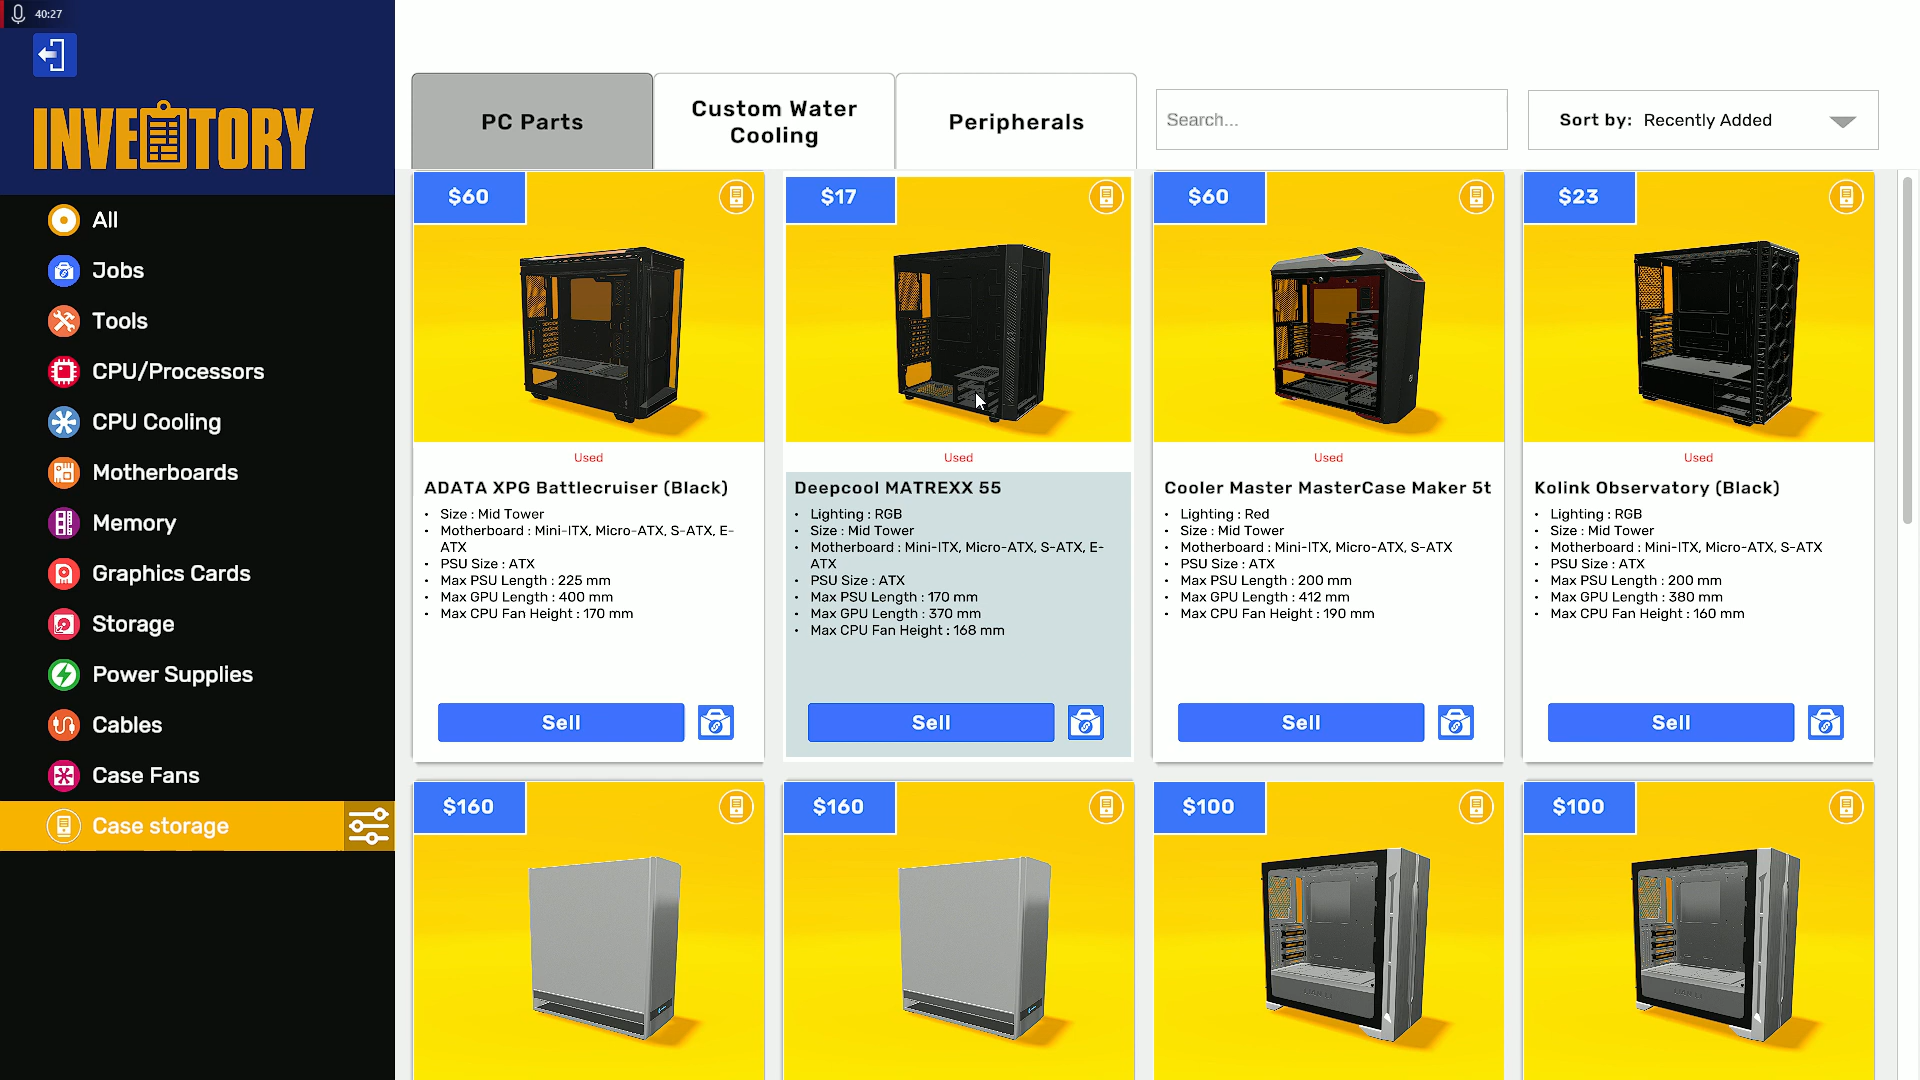 40:27
INVENTORY
All
Jobs
Tools
CPU/Processors
CPU Cooling
Motherboards
Memory
Graphics Cards
Storage
Power Supplies
Cables
Case Fans
Case storage
PC Parts
Custom Water
Cooling
Peripherals
Search...
Sort by: Recently Added
$60
Used
ADATA XPG Battlecruiser (Black)
• Size : Mid Tower
• Motherboard : Mini-ITX, Micro-ATX, S-ATX, E-
ATX
• PSU Size : ATX
• Max PSU Length : 225 mm
• Max GPU Length : 400 mm
• Max CPU Fan Height : 170 mm
Sell
$17
Used
Deepcool MATREXX 55
• Lighting : RGB
• Size : Mid Tower
• Motherboard : Mini-ITX, Micro-ATX, S-ATX, E-
ATX
• PSU Size : ATX
• Max PSU Length : 170 mm
• Max GPU Length : 370 mm
• Max CPU Fan Height : 168 mm
Sell
$60
Used
Cooler Master MasterCase Maker 5t
• Lighting : Red
• Size : Mid Tower
• Motherboard : Mini-ITX, Micro-ATX, S-ATX
• PSU Size : ATX
• Max PSU Length : 200 mm
• Max GPU Length : 412 mm
• Max CPU Fan Height : 190 mm
Sell
$23
Used
Kolink Observatory (Black)
• Lighting : RGB
• Size : Mid Tower
• Motherboard : Mini-ITX, Micro-ATX, S-ATX
• PSU Size : ATX
• Max PSU Length : 200 mm
• Max GPU Length : 380 mm
• Max CPU Fan Height : 160 mm
Sell
$160
$160
$100
$100